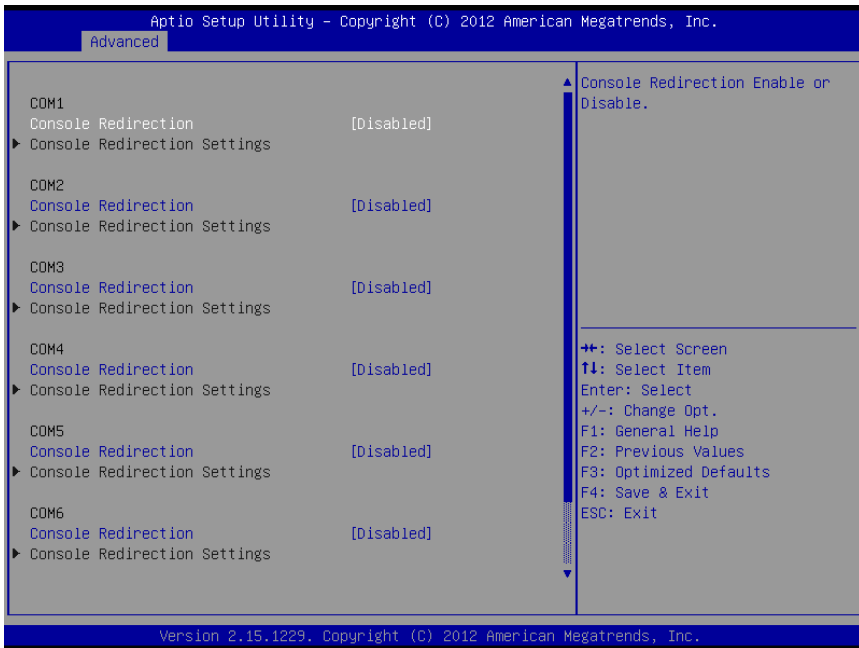 Aptio Setup Utility – Copyright (C) 2012 American Megatrends, Inc.
Advanced
COM1
Console Redirection [Disabled]
▶ Console Redirection Settings
COM2
Console Redirection [Disabled]
▶ Console Redirection Settings
COM3
Console Redirection [Disabled]
▶ Console Redirection Settings
COM4
Console Redirection [Disabled]
▶ Console Redirection Settings
COM5
Console Redirection [Disabled]
▶ Console Redirection Settings
COM6
Console Redirection [Disabled]
▶ Console Redirection Settings
Console Redirection Enable or
Disable.
→←: Select Screen
↑↓: Select Item
Enter: Select
+/-: Change Opt.
F1: General Help
F2: Previous Values
F3: Optimized Defaults
F4: Save & Exit
ESC: Exit
Version 2.15.1229. Copyright (C) 2012 American Megatrends, Inc.